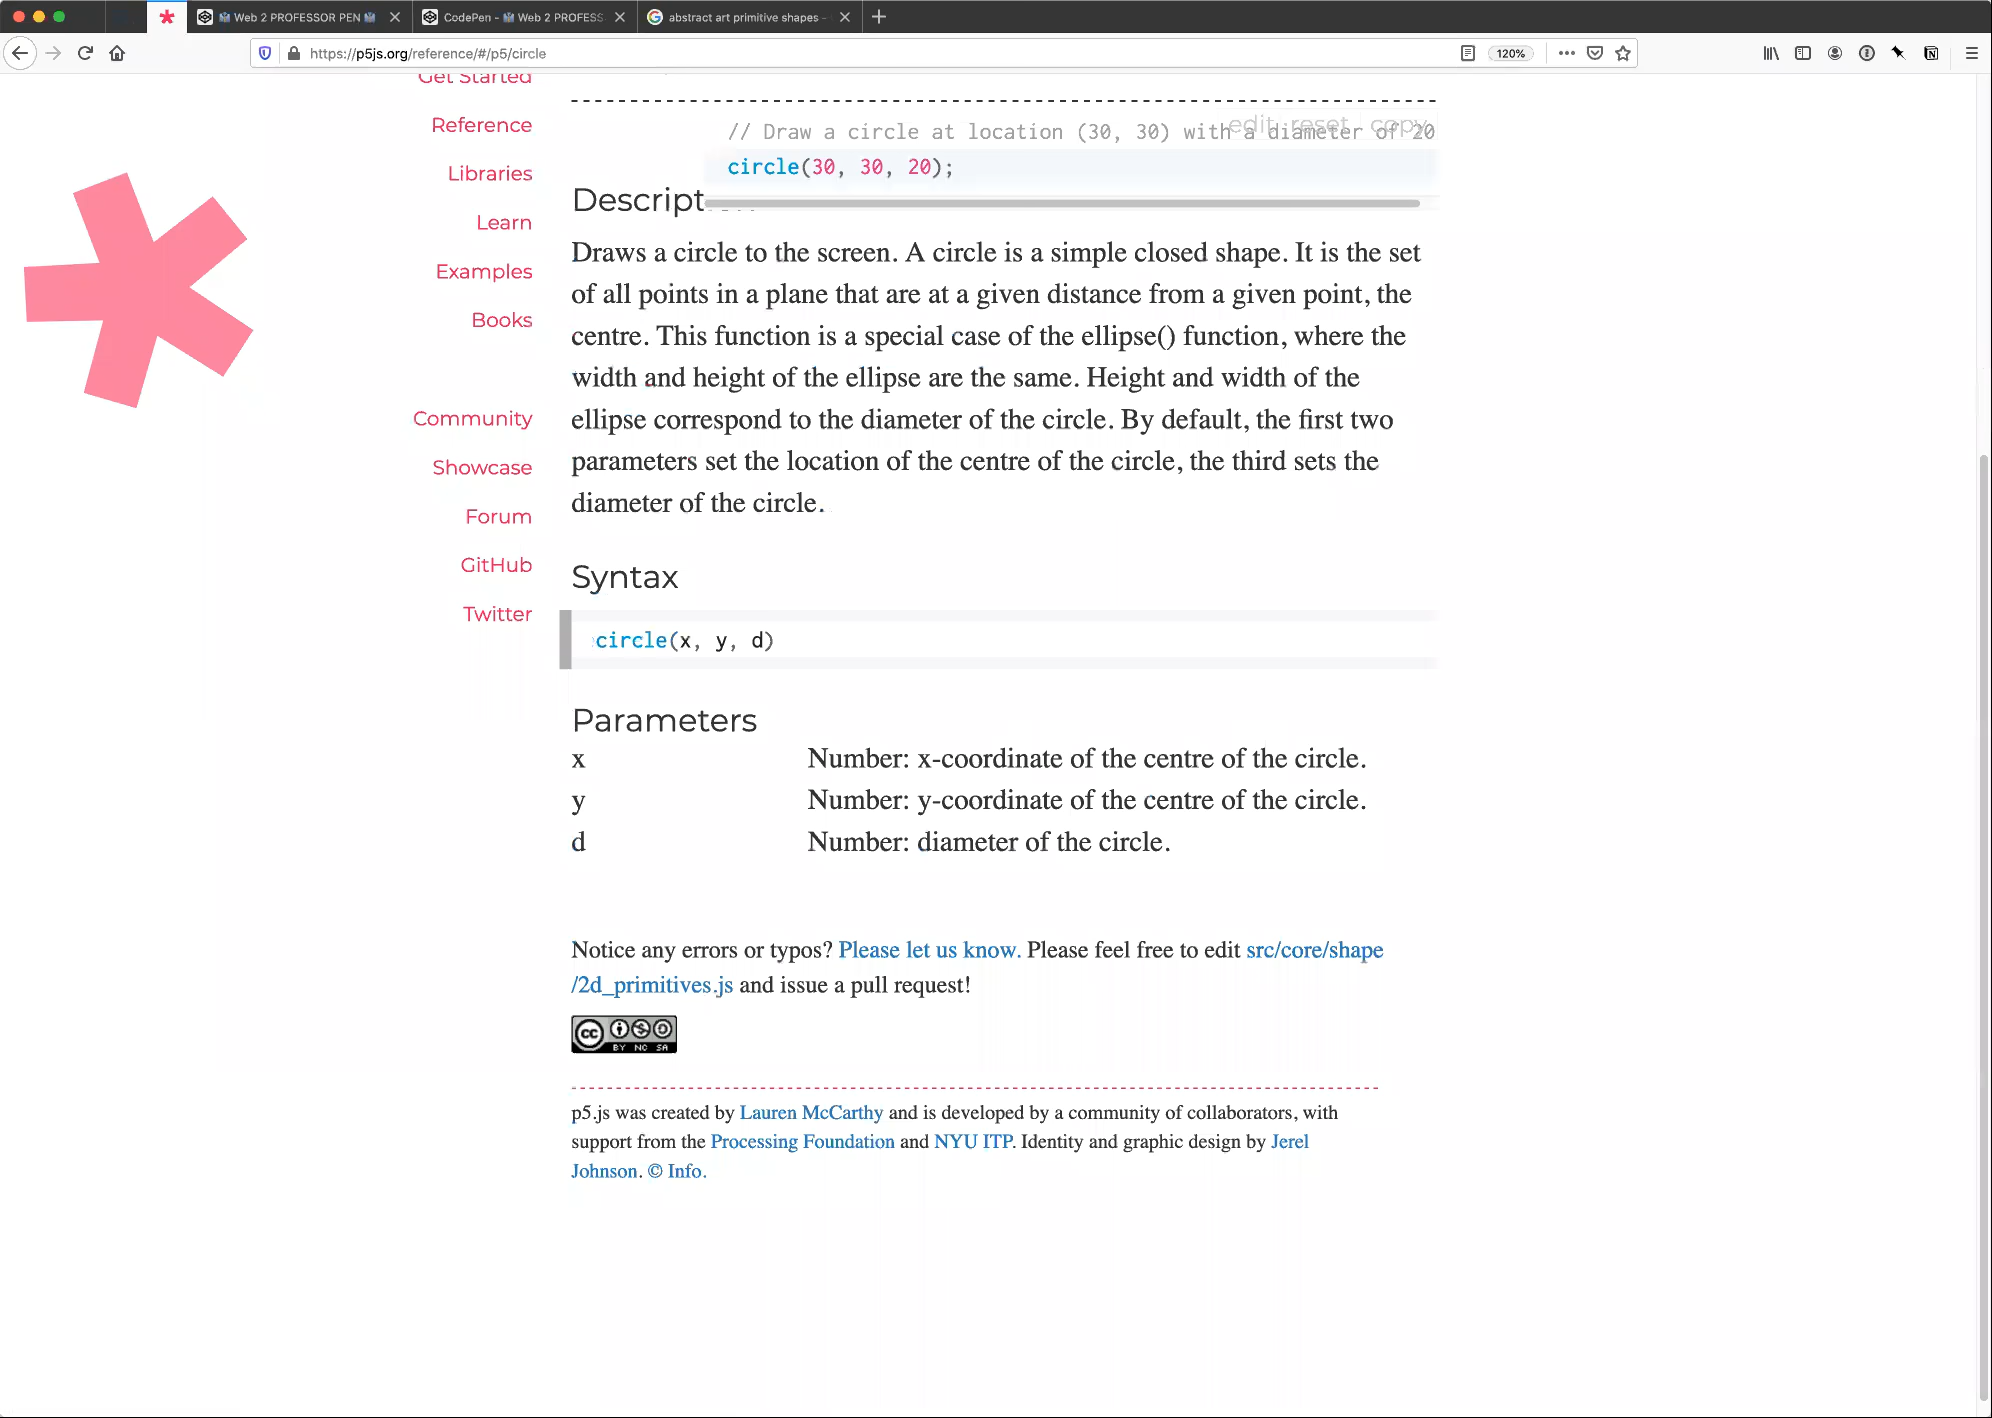 Web 2 PROFESSOR PEN
CodePen - Web 2 PROFESS
abstract art primitive shapes -
https://p5js.org/reference/#/p5/circle
120%
Get Started
Reference
Libraries
Learn
Examples
Books
Community
Showcase
Forum
GitHub
Twitter
edit reset copy
// Draw a circle at location (30, 30) with a diameter of 20
circle(30, 30, 20);
Descript
Draws a circle to the screen. A circle is a simple closed shape. It is the set
of all points in a plane that are at a given distance from a given point, the
centre. This function is a special case of the ellipse() function, where the
width and height of the ellipse are the same. Height and width of the
ellipse correspond to the diameter of the circle. By default, the first two
parameters set the location of the centre of the circle, the third sets the
diameter of the circle.
Syntax
circle(x, y, d)
Parameters
x Number: x-coordinate of the centre of the circle.
y Number: y-coordinate of the centre of the circle.
d Number: diameter of the circle.
Notice any errors or typos? Please let us know. Please feel free to edit src/core/shape
/2d_primitives.js and issue a pull request!
cc
BY NC SA
p5.js was created by Lauren McCarthy and is developed by a community of collaborators, with
support from the Processing Foundation and NYU ITP. Identity and graphic design by Jerel
Johnson. © Info.